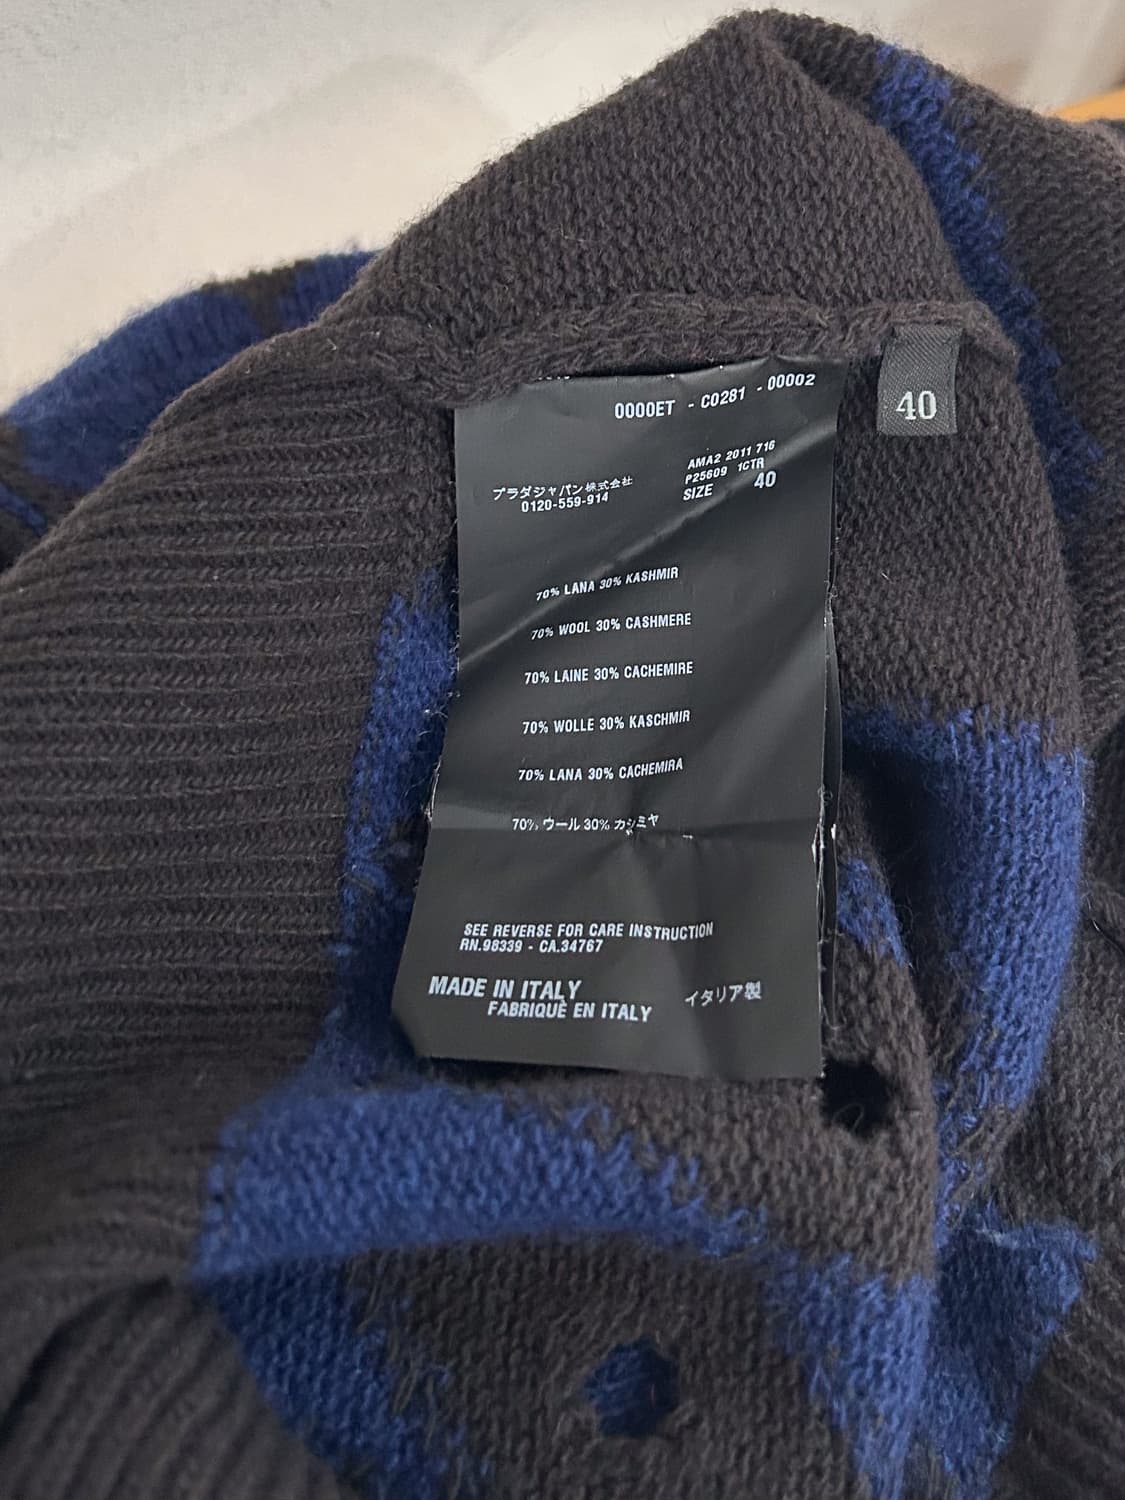 0000ET - C0281 - 00002
40
プラダジャパン株式会社
0120-559-914
AMA2 2011 716
P25609 1CTR
SIZE 40
70% LANA 30% KASHMIR
70% WOOL 30% CASHMERE
70% LAINE 30% CACHEMIRE
70% WOLLE 30% KASCHMIR
70% LANA 30% CACHEMIRA
70% ウール 30% カシミヤ
SEE REVERSE FOR CARE INSTRUCTION
RN.98339 - CA.34767
MADE IN ITALY
FABRIQUÈ EN ITALY
イタリア製